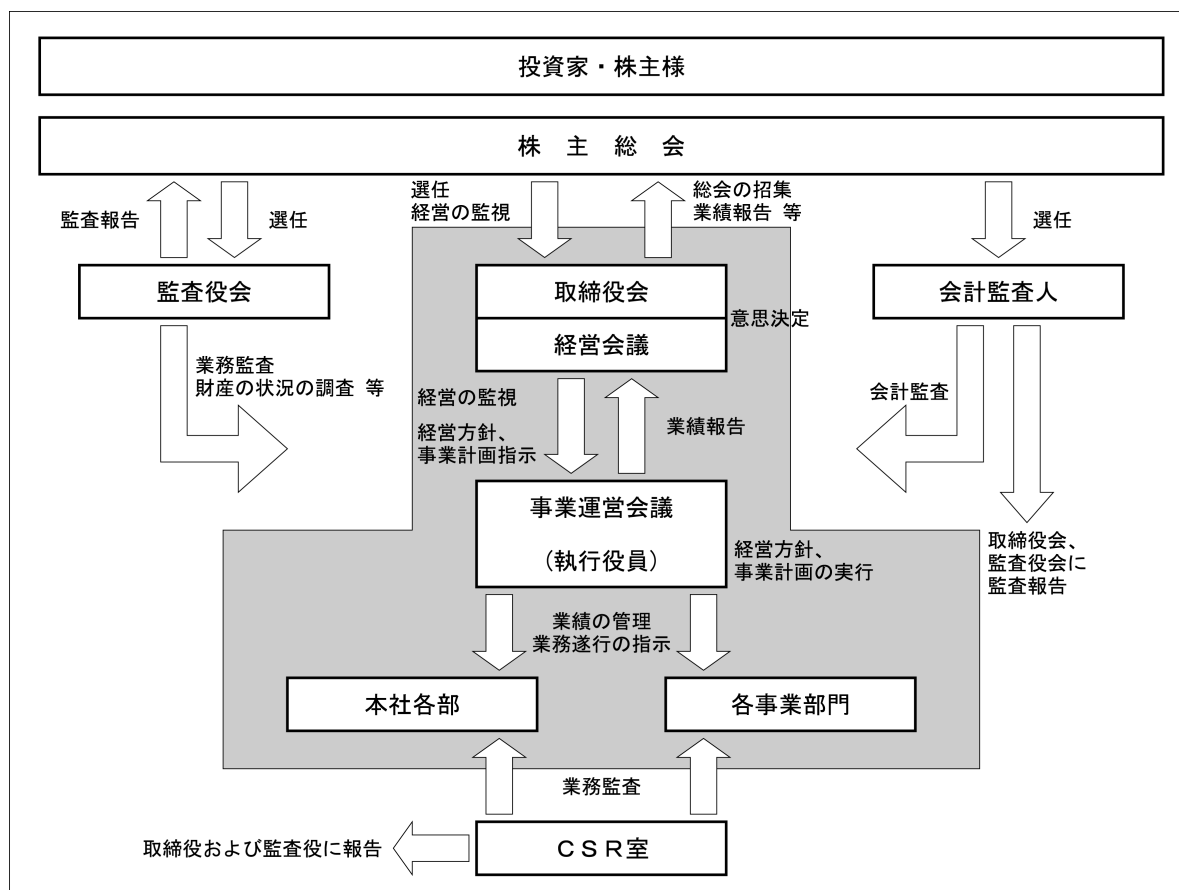 投資家・株主様
株 主 総 会
監査報告
選任
選任
経営の監視
総会の招集
業績報告 等
選任
監査役会
取締役会
会計監査人
経営会議
意思決定
業務監査
財産の状況の調査 等
経営の監視
経営方針、
事業計画指示
業績報告
会計監査
事業運営会議
(執行役員)
経営方針、
事業計画の実行
取締役会、
監査役会に
監査報告
業績の管理
業務遂行の指示
本社各部
各事業部門
業務監査
取締役および監査役に報告
CSR室